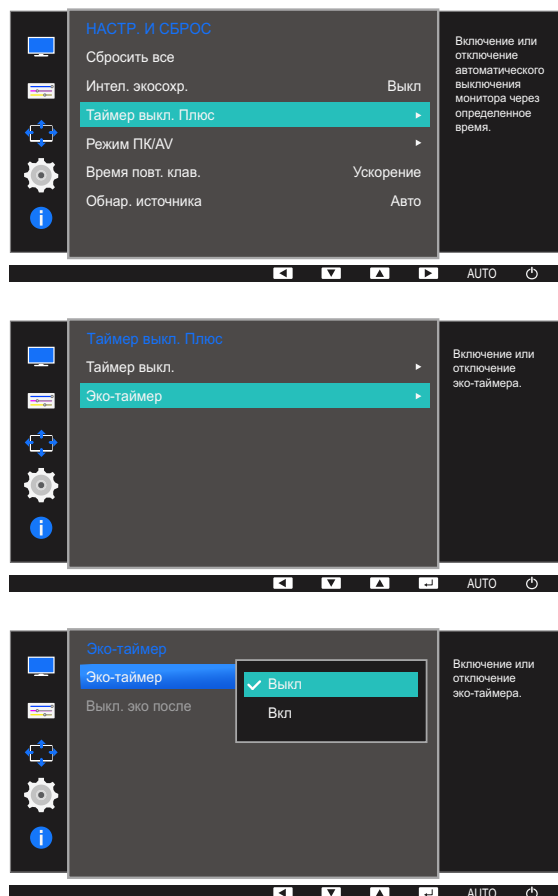 НАСТР. И СБРОС
Сбросить все
Интел. экосохр. Выкл
Таймер выкл. Плюс
Режим ПК/AV
Время повт. клав. Ускорение
Обнар. источника Авто
Включение или
отключение
автоматического
выключения
монитора через
определенное
время.
AUTO
Таймер выкл. Плюс
Таймер выкл.
Эко-таймер
Включение или
отключение
эко-таймера.
AUTO
Эко-таймер
Эко-таймер
Выкл. эко после
Выкл
Вкл
Включение или
отключение
эко-таймера.
AUTO